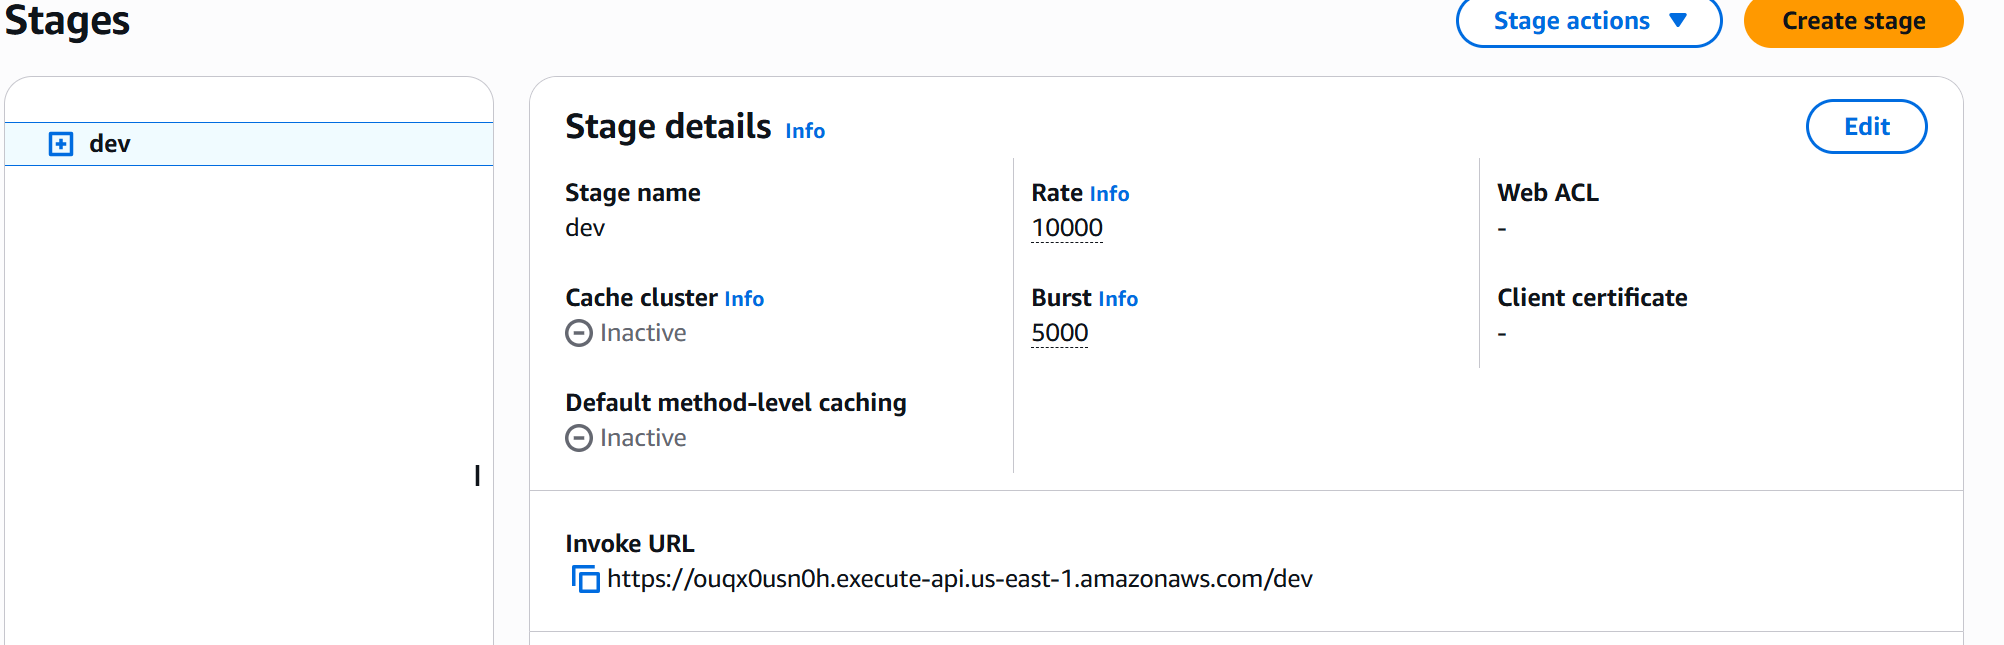 Stages
Stage actions
Create stage
dev
Stage details Info
Edit
Stage name
dev
Rate Info
10000
Web ACL
-
Cache cluster Info
Inactive
Burst Info
5000
Client certificate
-
Default method-level caching
Inactive
Invoke URL
https://ouqx0usn0h.execute-api.us-east-1.amazonaws.com/dev